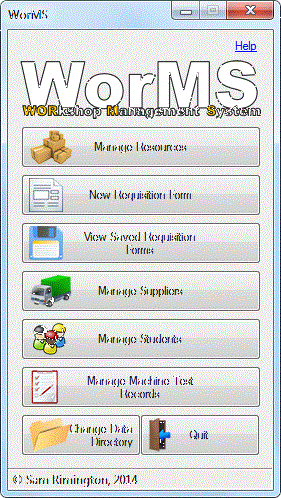 WorMS
Help
WorMS
WORkshop Management System
Manage Resources
New Requisition Form
View Saved Requisition
Forms
Manage Suppliers
Manage Students
Manage Machine Test
Records
Change Data
Directory
Quit
© Sara Rimington, 2014